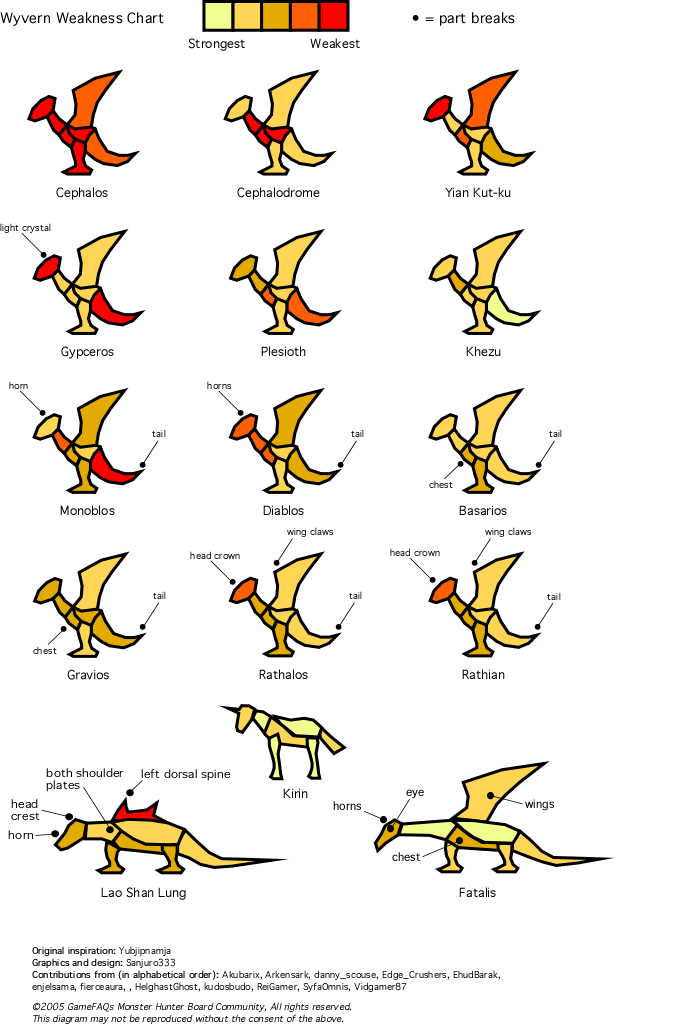 Wyvern Weakness Chart
Strongest Weakest
• = part breaks
Cephalos
Cephalodrome
Yian Kut-ku
light crystal
Gypceros
Plesioth
Khezu
horn
tail
Monoblos
horns
tail
Diablos
chest
tail
Basarios
chest
tail
Gravios
head crown
wing claws
tail
Rathalos
head crown
wing claws
tail
Rathian
Kirin
both shoulder
plates
left dorsal spine
head
crest
horn
Lao Shan Lung
horns
eye
wings
chest
Fatalis
Original inspiration: Yubjipnamja
Graphics and design: Sanjuro333
Contributions from (in alphabetical order): Akubarix, Arkensark, danny_scouse, Edge_Crushers, EhudBarak,
enjelsama, fierceaura, , HelghastGhost, kudosbudo, ReiGamer, SyfaOmnis, Vidgamer87
©2005 GameFAQs Monster Hunter Board Community, All rights reserved.
This diagram may not be reproduced without the consent of the above.